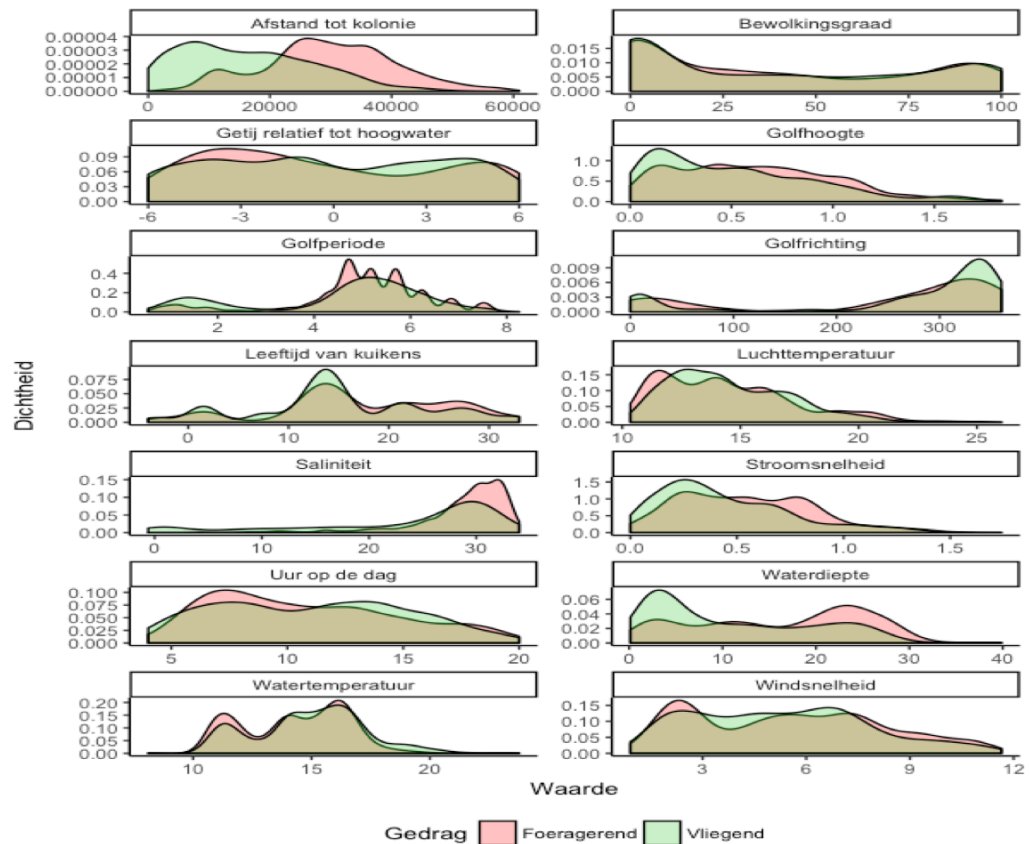 Afstand tot kolonie
0.00004
0.00003
0.00002
0.00001
0.00000
0 20000 40000 60000
Bewolkingsgraad
0.015
0.010
0.005
0.000
0 25 50 75 100
Getij relatief tot hoogwater
0.09
0.06
0.03
0.00
-6 -3 0 3 6
Golfhoogte
1.0
0.5
0.0
0.0 0.5 1.0 1.5
Golfperiode
0.4
0.2
0.0
2 4 6 8
Golfrichting
0.009
0.006
0.003
0.000
0 100 200 300
Leeftijd van kuikens
0.075
0.050
0.025
0.000
0 10 20 30
Luchttemperatuur
0.15
0.10
0.05
0.00
10 15 20 25
Saliniteit
0.15
0.10
0.05
0.00
0 10 20 30
Stroomsnelheid
1.5
1.0
0.5
0.0
0.0 0.5 1.0 1.5
Uur op de dag
0.100
0.075
0.050
0.025
0.000
5 10 15 20
Waterdiepte
0.06
0.04
0.02
0.00
0 10 20 30 40
Watertemperatuur
0.20
0.15
0.10
0.05
0.00
10 15 20
Windsnelheid
0.15
0.10
0.05
0.00
3 6 9 12
Dichtheid
Waarde
Gedrag Foeragerend Vliegend